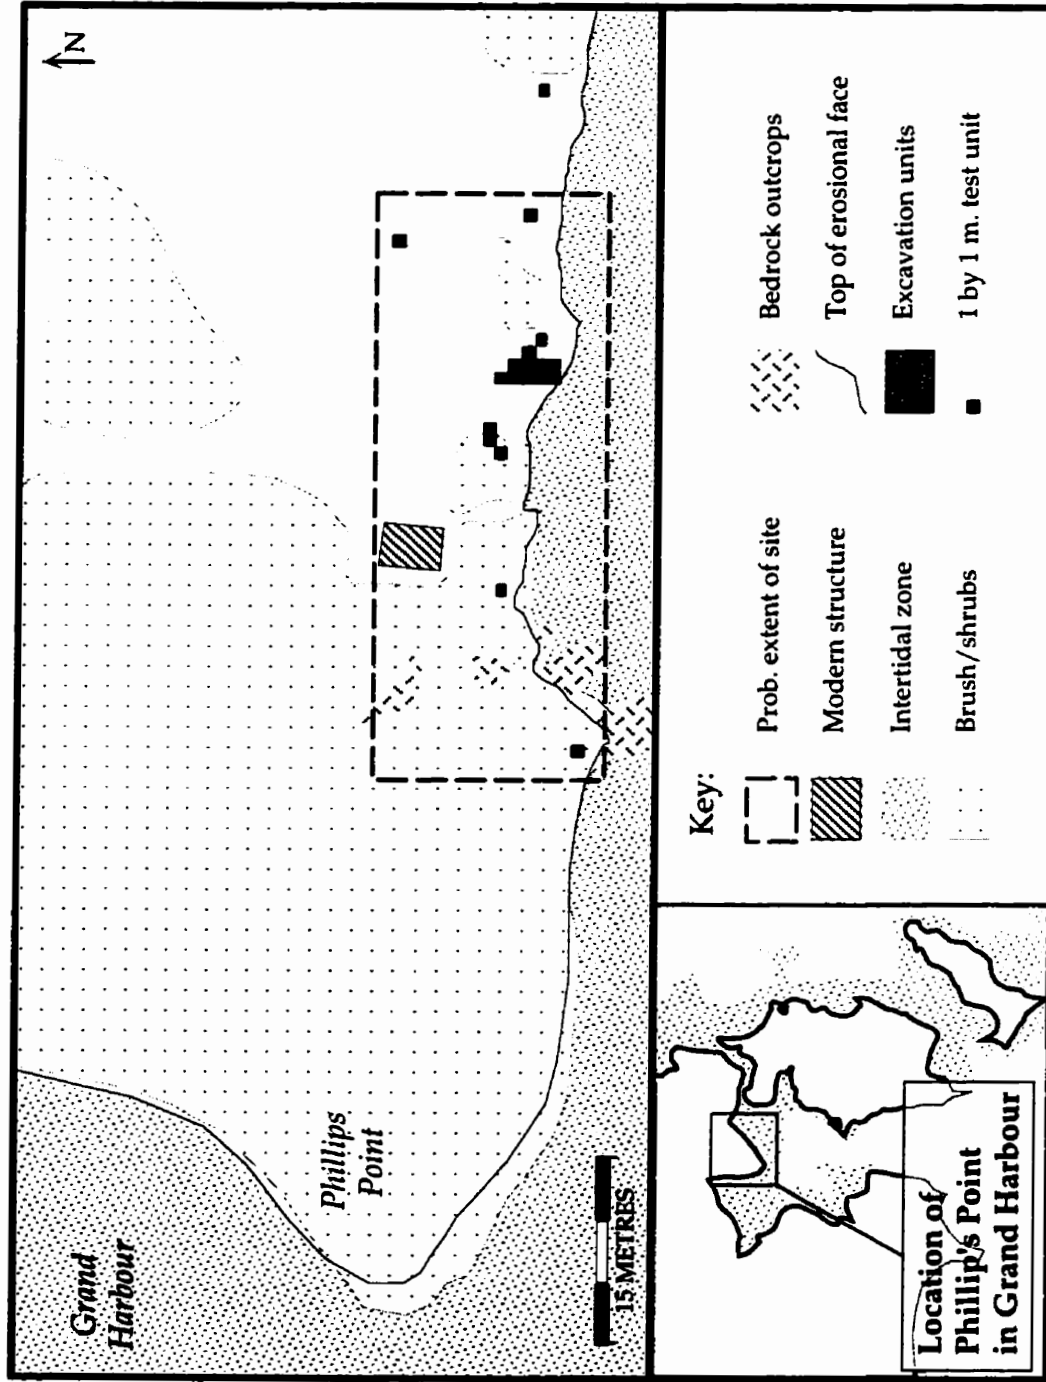 N
Grand
Harbour
Phillips
Point
15 METRES
Key:
Prob. extent of site
Modern structure
Intertidal zone
Brush/shrubs
Bedrock outcrops
Top of erosional face
Excavation units
1 by 1 m. test unit
Location of
Phillip's Point
in Grand Harbour